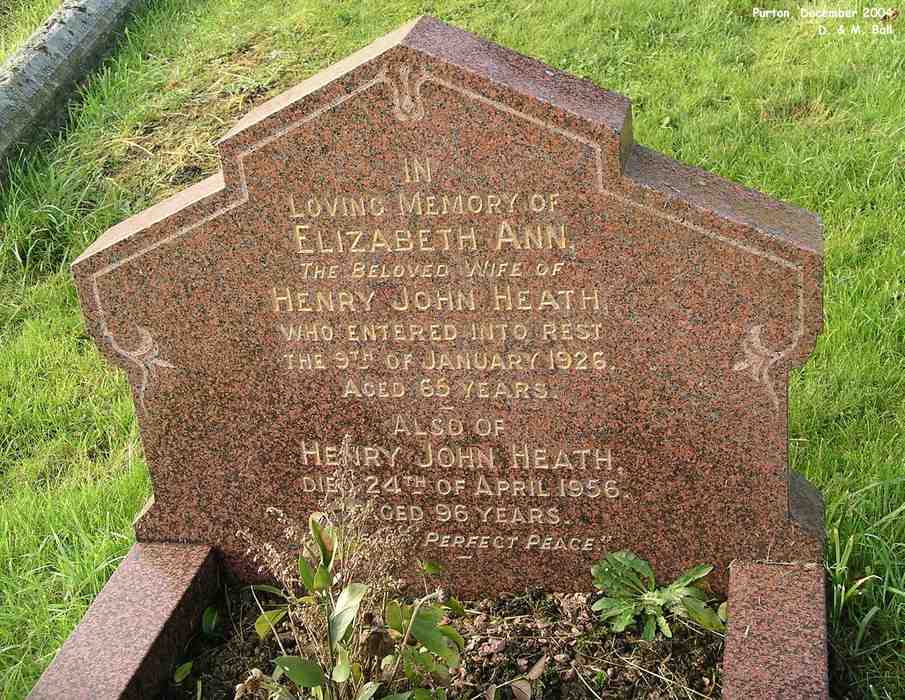 Purton, December 2004
D. & M. Ball
IN
LOVING MEMORY OF
ELIZABETH ANN,
THE BELOVED WIFE OF
HENRY JOHN HEATH,
WHO ENTERED INTO REST
THE 9TH OF JANUARY 1926.
AGED 65 YEARS.
ALSO OF
HENRY JOHN HEATH,
DIED 24TH OF APRIL 1956.
AGED 96 YEARS.
PERFECT PEACE."